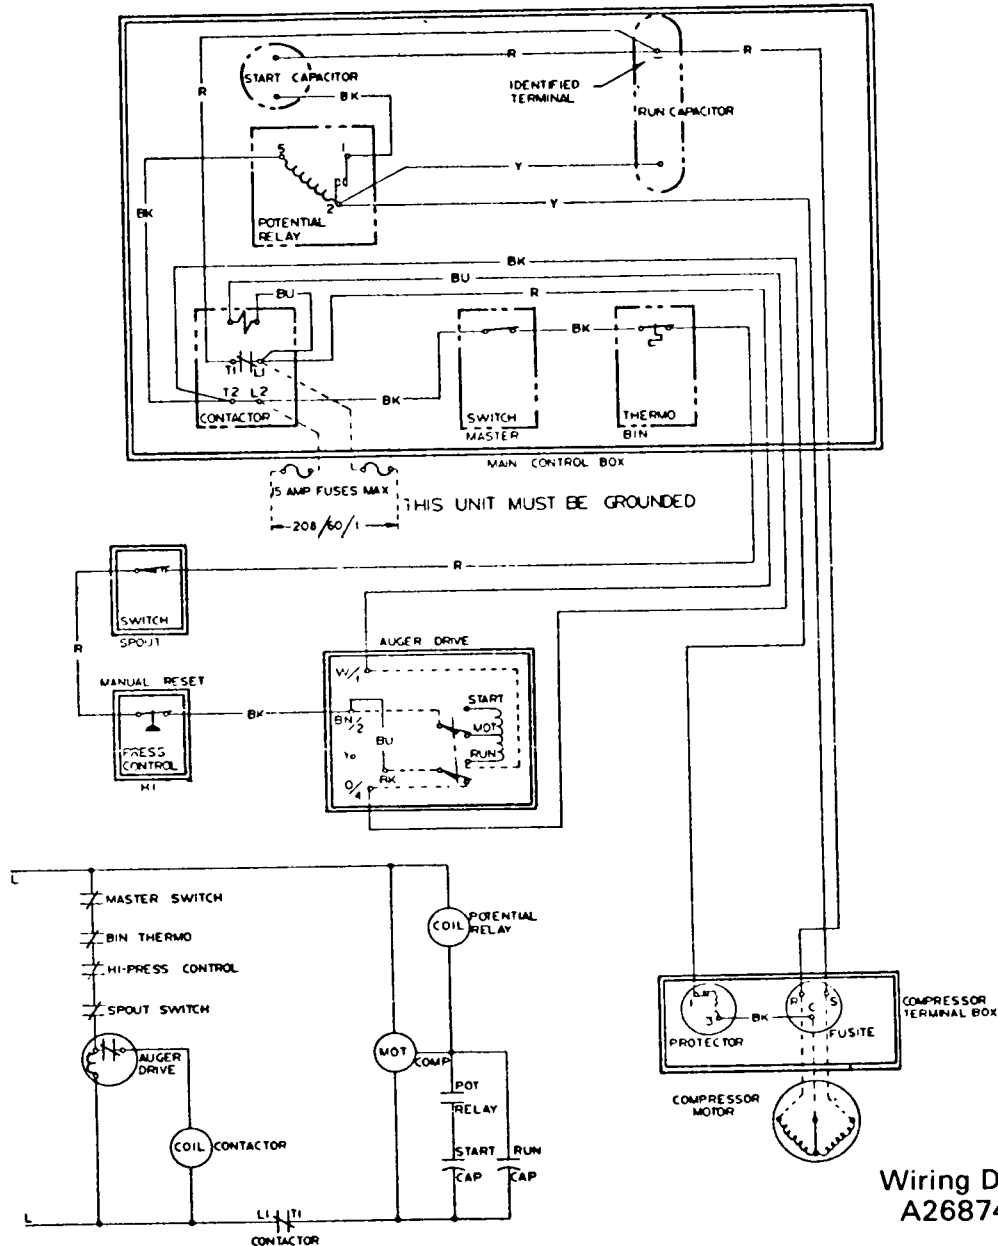 START CAPACITOR
R
R
R
BK
IDENTIFIED
TERMINAL
RUN CAPACITOR
5
1
2
Y
Y
BK
POTENTIAL
RELAY
BK
BU
BU
R
T1 L1
T2 L2
CONTACTOR
BK
BK
SWITCH
MASTER
THERMO
BIN
MAIN CONTROL BOX
15 AMP FUSES MAX
208/60/1
THIS UNIT MUST BE GROUNDED
SWITCH
SPOUT
R
R
MANUAL RESET
PRESS
CONTROL
HI
BK
AUGER DRIVE
W/1
BN/2
Y
O/4
BU
BK
START
MOT
RUN
L
MASTER SWITCH
BIN THERMO
HI-PRESS CONTROL
SPOUT SWITCH
AUGER
DRIVE
COIL CONTACTOR
COIL POTENTIAL
RELAY
MOT
COMP
POT
RELAY
START
CAP
RUN
CAP
L
L1 T1
CONTACTOR
1
3
BK
R
C
S
PROTECTOR
FUSITE
COMPRESSOR
TERMINAL BOX
COMPRESSOR
MOTOR
Wiring D
A26874